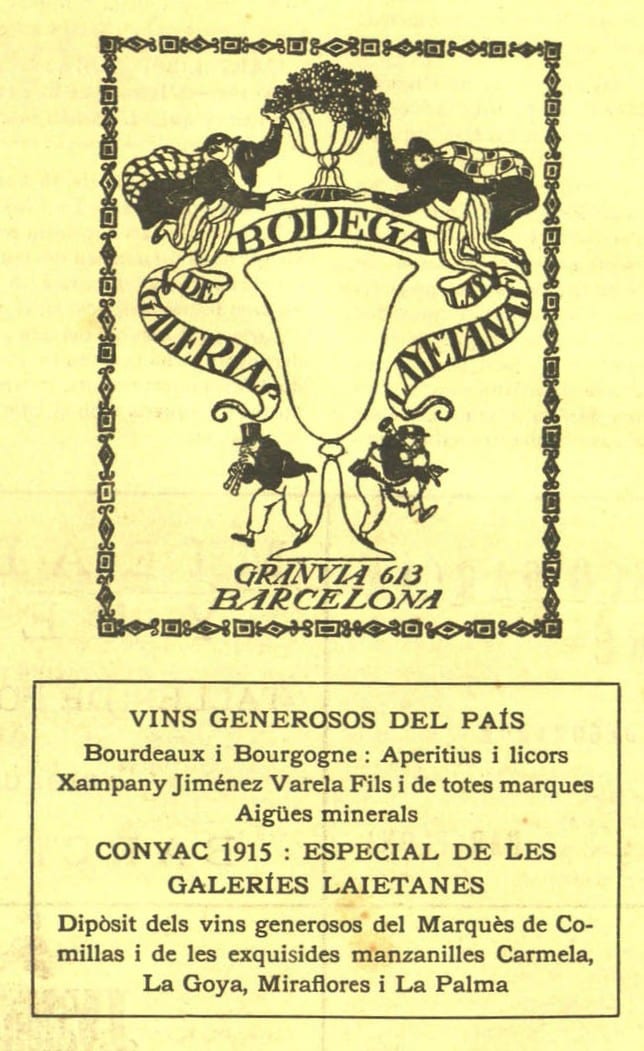 BODEGA
DE LAS
GALERIAS LAYETANAS
GRANVIA 613
BARCELONA
VINS GENEROSOS DEL PAÍS
Bourdeaux i Bourgogne : Aperitius i licors
Xampany Jiménez Varela Fils i de totes marques
Aigües minerals
CONYAC 1915 : ESPECIAL DE LES
GALERÍES LAIETANES
Dipòsit dels vins generosos del Marquès de Co-
millas i de les exquisides manzanilles Carmela,
La Goya, Miraflores i La Palma